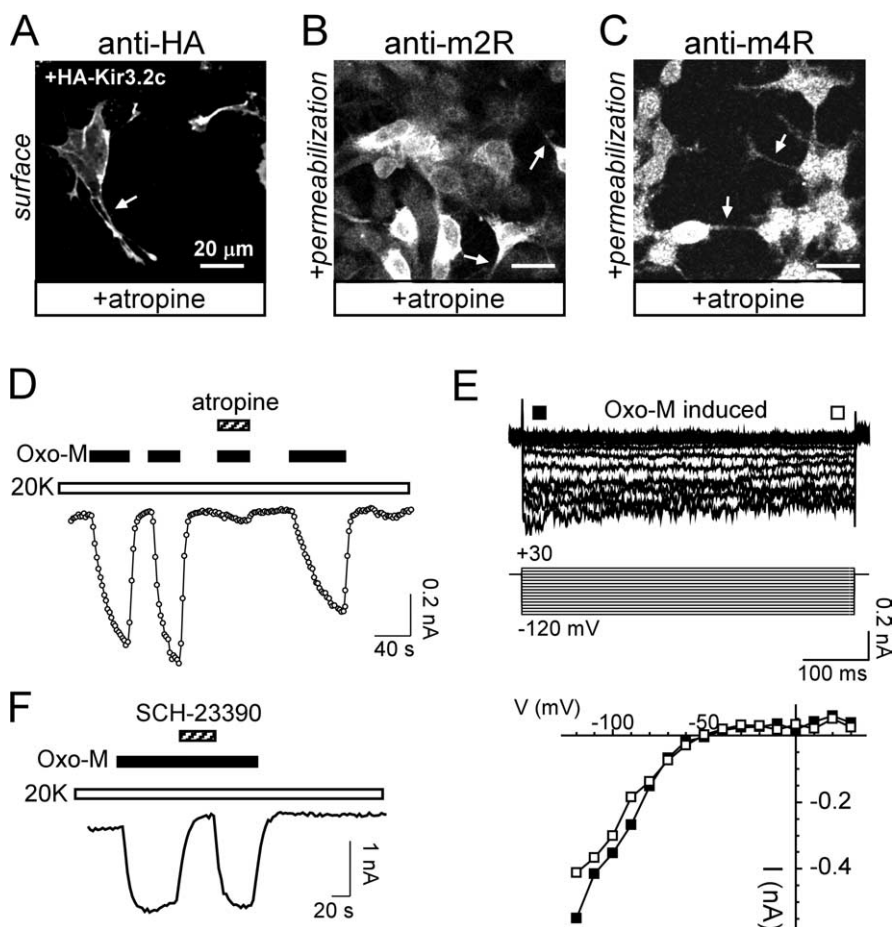 A
anti-HA
+HA-Kir3.2c
surface
20 μm
+atropine
B
anti-m2R
+permeabilization
+atropine
C
anti-m4R
+permeabilization
+atropine
D
atropine
Oxo-M
20K
0.2 nA
40 s
E
Oxo-M induced
+30
-120 mV
0.2 nA
100 ms
V (mV)
-100
-50
-0.2
-0.4
I (nA)
F
SCH-23390
Oxo-M
20K
1 nA
20 s